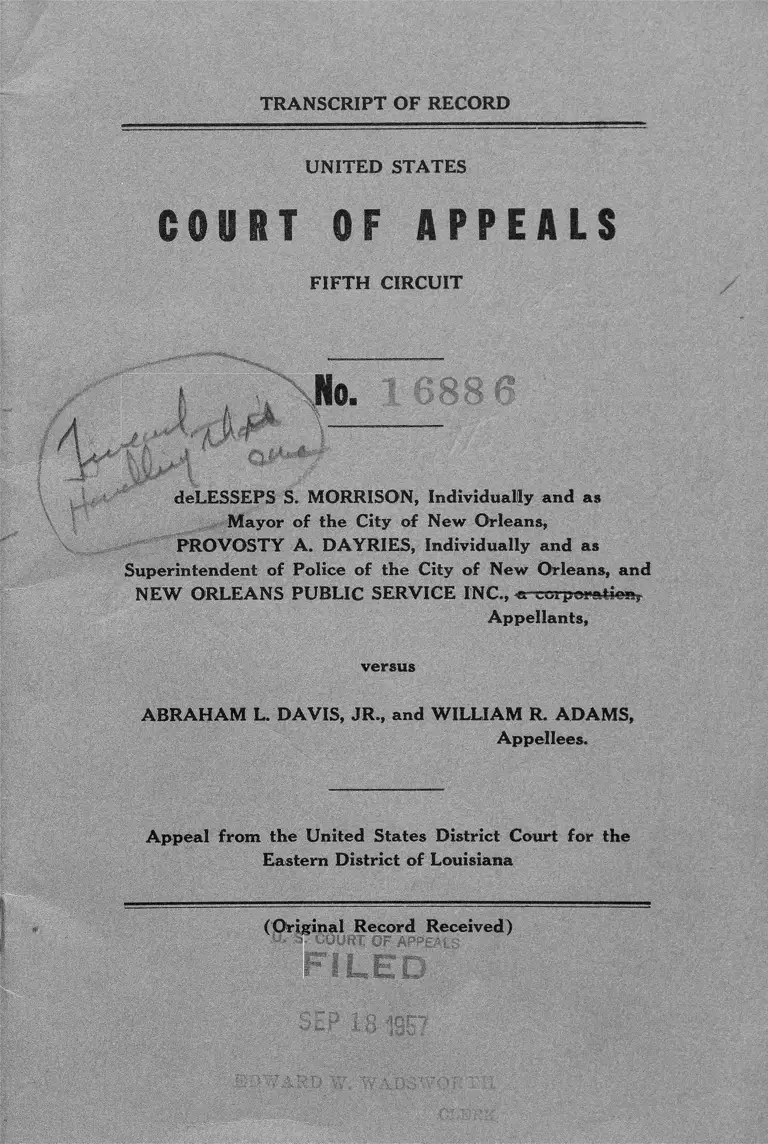 TRANSCRIPT OF RECORD
UNITED STATES
COURT OF APPEALS
FIFTH CIRCUIT
No. 16886
Handling this
case
deLESSEPS S. MORRISON, Individually and as
Mayor of the City of New Orleans,
PROVOSTY A. DAYRIES, Individually and as
Superintendent of Police of the City of New Orleans, and
NEW ORLEANS PUBLIC SERVICE INC., a corporation,
Appellants,
versus
ABRAHAM L. DAVIS, JR., and WILLIAM R. ADAMS,
Appellees.
Appeal from the United States District Court for the
Eastern District of Louisiana
(Original Record Received)
U. S. COURT OF APPEALS
FILED
SEP 18 1957
EDWARD W. WADSWORTH
CLERK